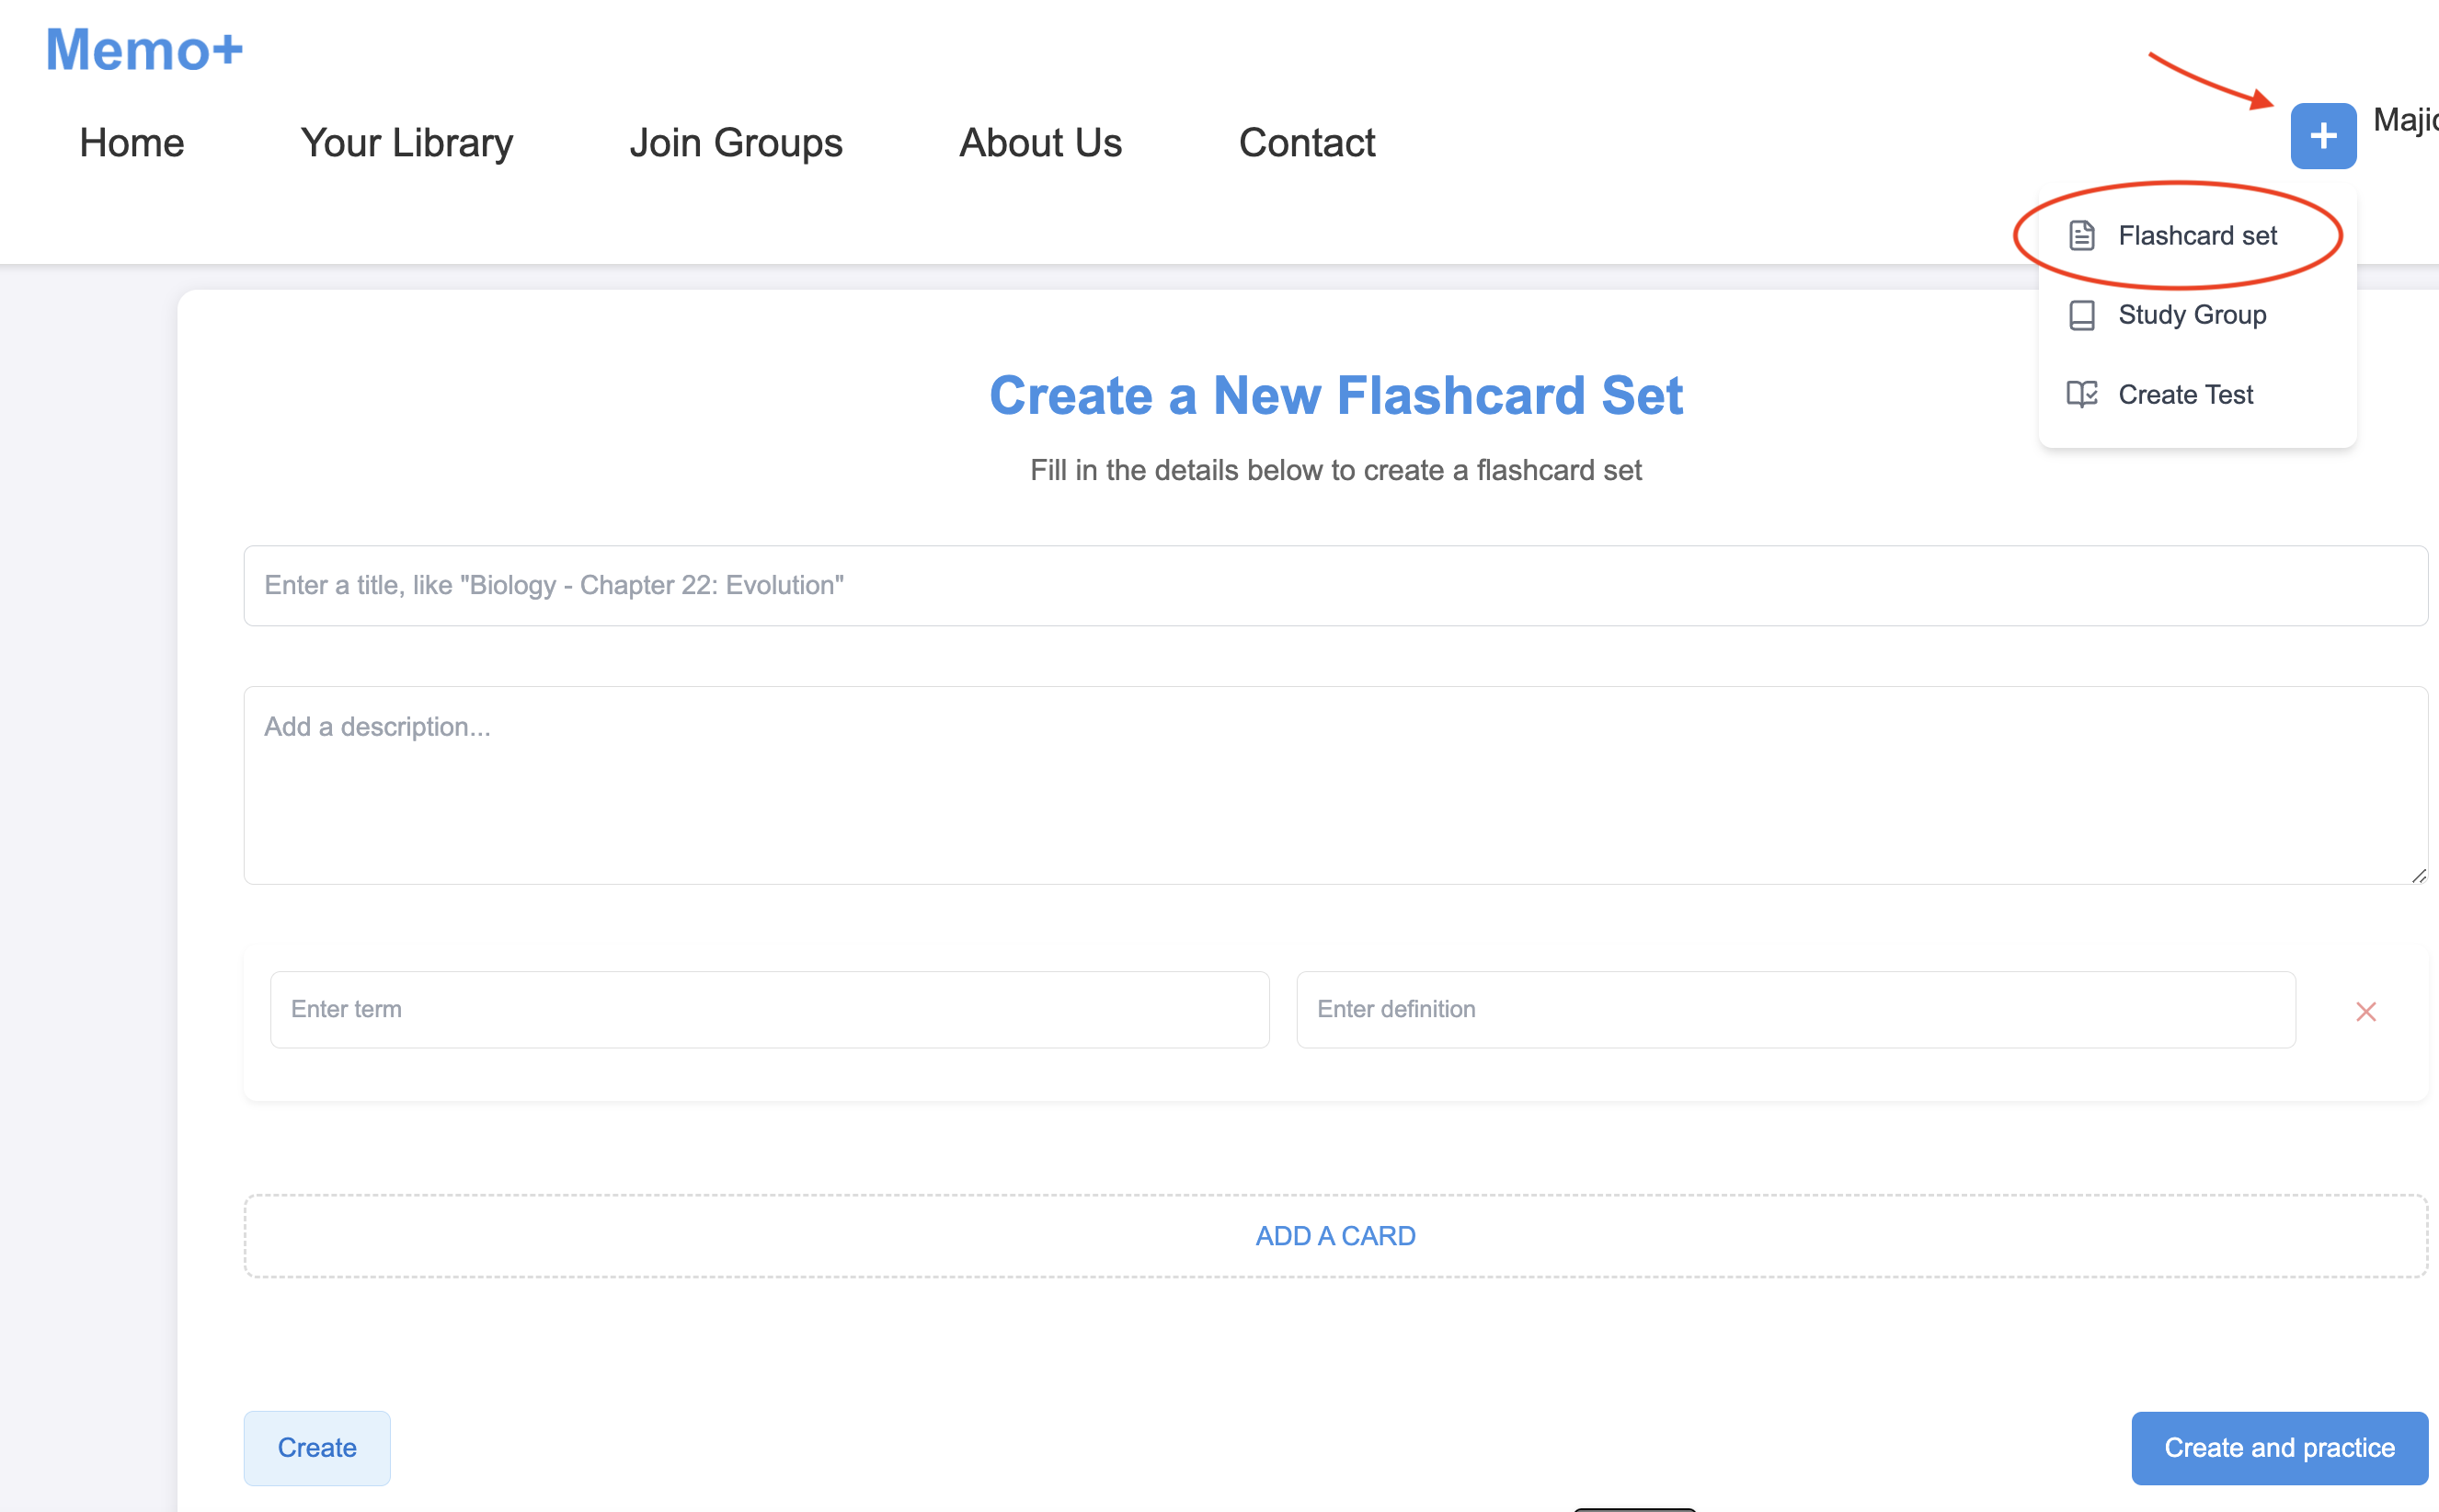 Memo+
Home Your Library Join Groups About Us Contact
+ Majic
Flashcard set
Study Group
Create Test
Create a New Flashcard Set
Fill in the details below to create a flashcard set
Enter a title, like "Biology - Chapter 22: Evolution"
Add a description...
Enter term Enter definition
ADD A CARD
Create Create and practice